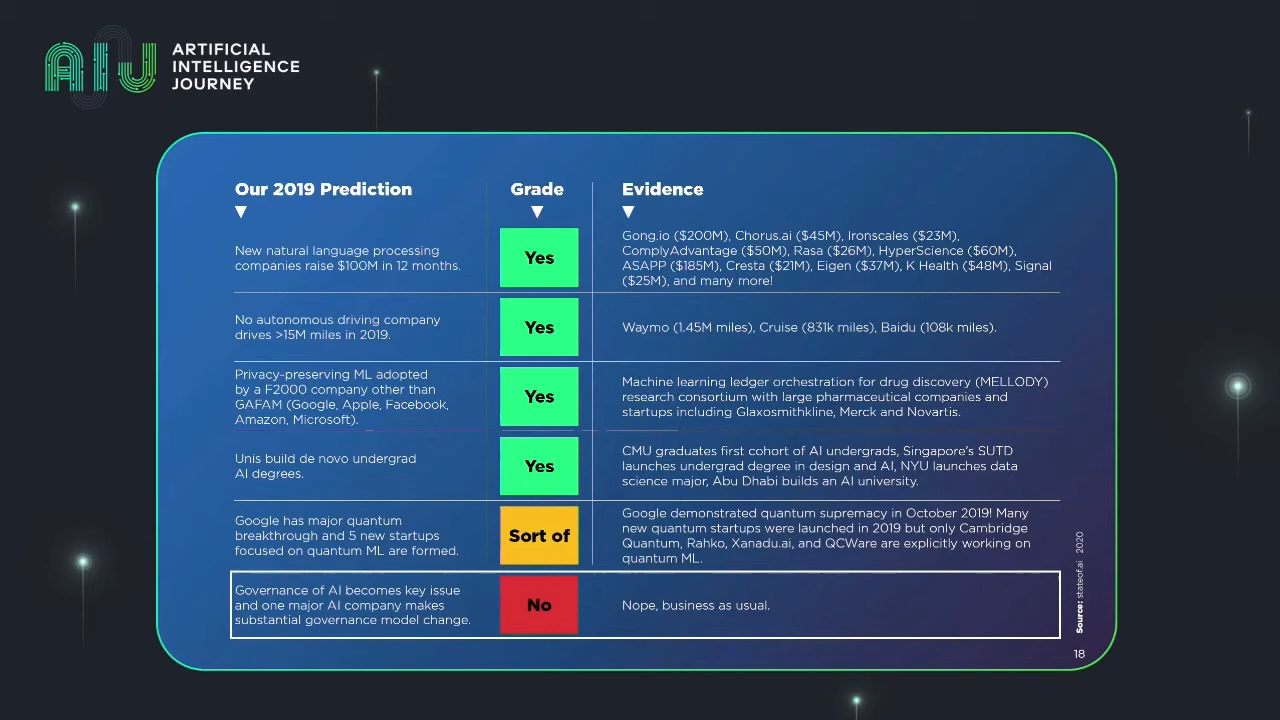 AIJ
ARTIFICIAL
INTELLIGENCE
JOURNEY
Our 2019 Prediction
Grade
Evidence
New natural language processing
companies raise $100M in 12 months.
Yes
Gong.io ($200M), Chorus.ai ($45M), Ironscales ($23M),
ComplyAdvantage ($50M), Rasa ($26M), HyperScience ($60M),
ASAPP ($185M), Cresta ($21M), Eigen ($37M), K Health ($48M), Signal
($25M), and many more!
No autonomous driving company
drives >15M miles in 2019.
Yes
Waymo (1.45M miles), Cruise (831k miles), Baidu (108k miles).
Privacy-preserving ML adopted
by a F2000 company other than
GAFAM (Google, Apple, Facebook,
Amazon, Microsoft).
Yes
Machine learning ledger orchestration for drug discovery (MELLODY)
research consortium with large pharmaceutical companies and
startups including Glaxosmithkline, Merck and Novartis.
Unis build de novo undergrad
AI degrees.
Yes
CMU graduates first cohort of AI undergrads, Singapore's SUTD
launches undergrad degree in design and AI, NYU launches data
science major, Abu Dhabi builds an AI university.
Google has major quantum
breakthrough and 5 new startups
focused on quantum ML are formed.
Sort of
Google demonstrated quantum supremacy in October 2019! Many
new quantum startups were launched in 2019 but only Cambridge
Quantum, Rahko, Xanadu.ai, and QCWare are explicitly working on
quantum ML.
Governance of AI becomes key issue
and one major AI company makes
substantial governance model change.
No
Nope, business as usual.
Source: stateof.ai 2020
18